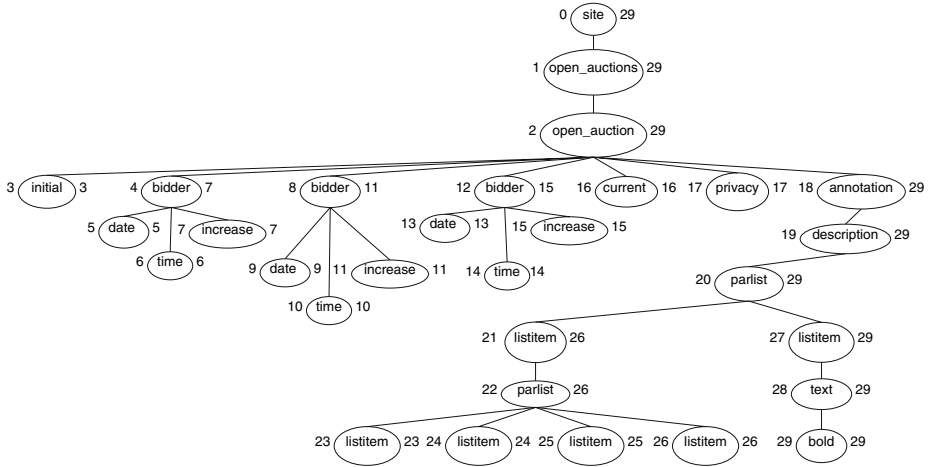 0 site 29
1 open_auctions 29
2 open_auction 29
3 initial 3 4 bidder 7 8 bidder 11 12 bidder 15 16 current 16 17 privacy 17 18 annotation 29
5 date 5 7 increase 7 13 date 13 15 increase 15 19 description 29
6 time 6 9 date 9 11 increase 11 14 time 14 20 parlist 29
10 time 10
21 listitem 26 27 listitem 29
22 parlist 26 28 text 29
23 listitem 23 24 listitem 24 25 listitem 25 26 listitem 26 29 bold 29